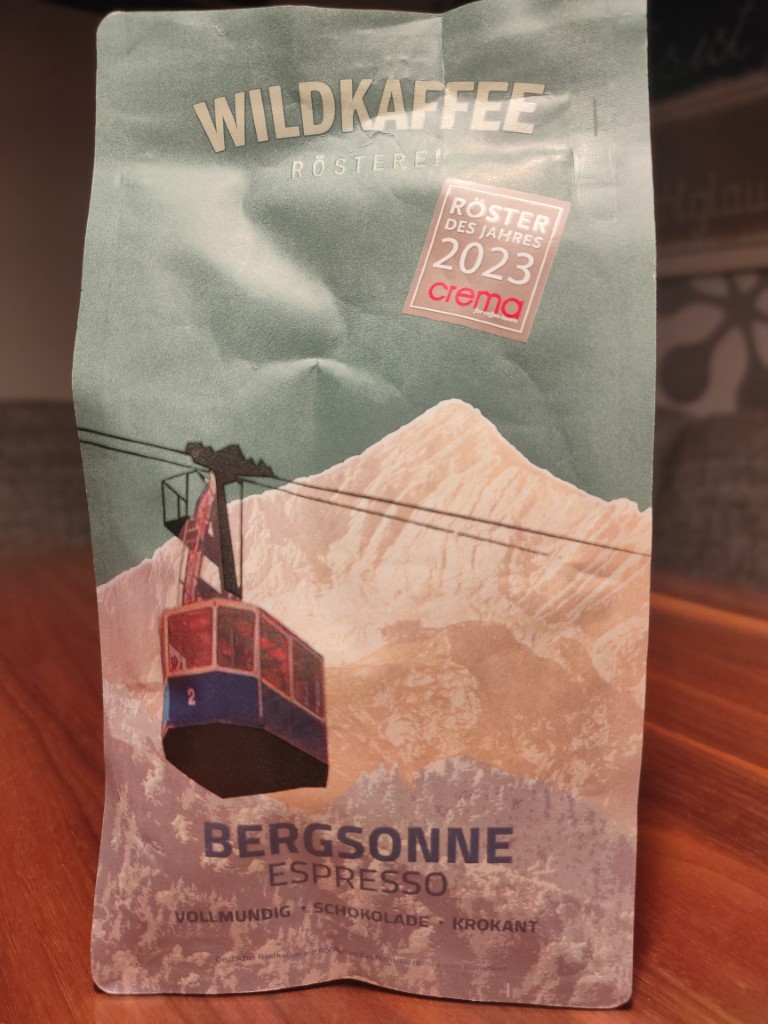 WILDKAFFEE
RÖSTEREI
RÖSTER
DES JAHRES
2023
crema
2
BERGSONNE
ESPRESSO
VOLLMUNDIG · SCHOKOLADE · KROKANT